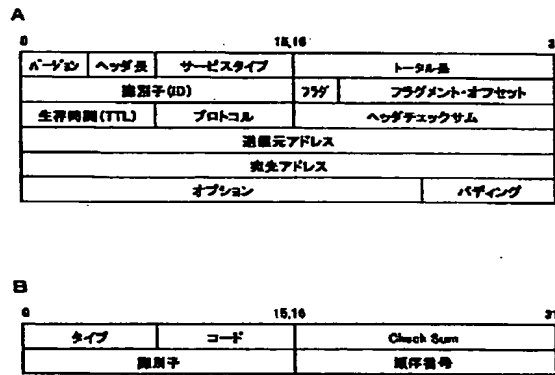 A
0 15,16 3
バージョン ヘッダ長 サービスタイプ トータル長
識別子(ID) フラグ フラグメント・オフセット
生存時間(TTL) プロトコル ヘッダチェックサム
送信元アドレス
宛先アドレス
オプション パディング
B
0 15,16 31
タイプ コード Check Sum
識別子 順序番号